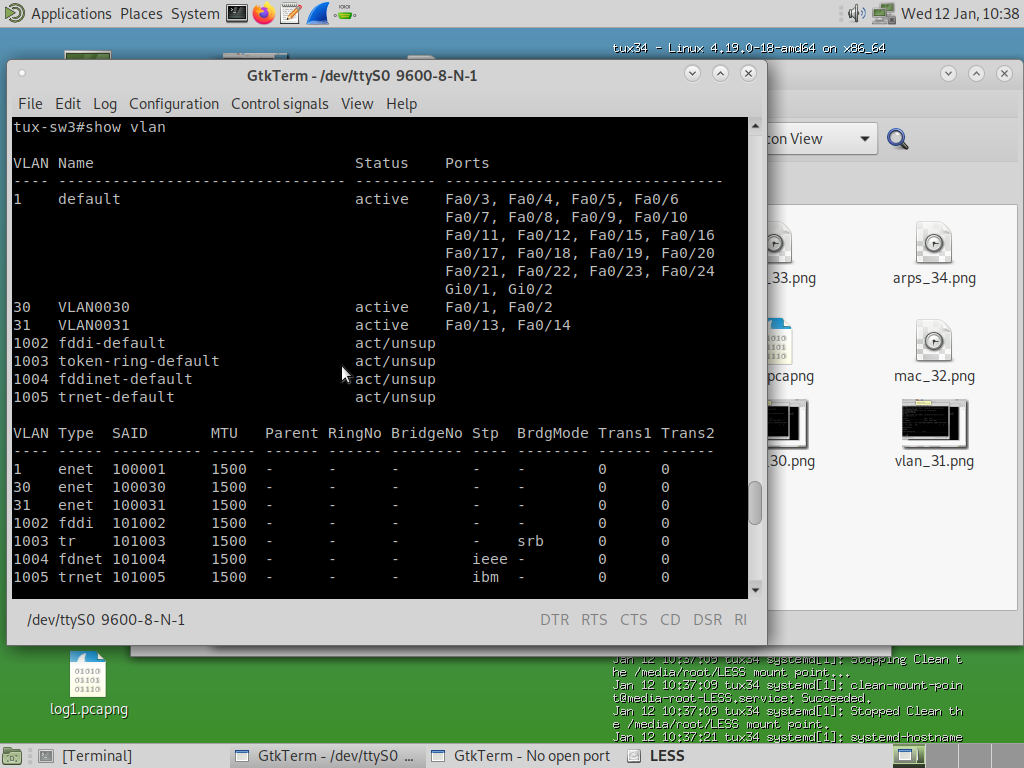 Applications Places System Wed 12 Jan, 10:38
tux34 - Linux 4.19.0-18-amd64 on x86_64
GtkTerm - /dev/ttyS0 9600-8-N-1
File Edit Log Configuration Control signals View Help
tux-sw3#show vlan
VLAN Name Status Ports
---- -------------------------------- --------- -------------------------------
1 default active Fa0/3, Fa0/4, Fa0/5, Fa0/6
Fa0/7, Fa0/8, Fa0/9, Fa0/10
Fa0/11, Fa0/12, Fa0/15, Fa0/16
Fa0/17, Fa0/18, Fa0/19, Fa0/20
Fa0/21, Fa0/22, Fa0/23, Fa0/24
Gi0/1, Gi0/2
30 VLAN0030 active Fa0/1, Fa0/2
31 VLAN0031 active Fa0/13, Fa0/14
1002 fddi-default act/unsup
1003 token-ring-default act/unsup
1004 fddinet-default act/unsup
1005 trnet-default act/unsup
VLAN Type SAID MTU Parent RingNo BridgeNo Stp BrdgMode Trans1 Trans2
---- ----- ---------- ----- ------ ------ -------- ---- -------- ------ ------
1 enet 100001 1500 - - - - - 0 0
30 enet 100030 1500 - - - - - 0 0
31 enet 100031 1500 - - - - - 0 0
1002 fddi 101002 1500 - - - - - 0 0
1003 tr 101003 1500 - - - - srb 0 0
1004 fdnet 101004 1500 - - - ieee - 0 0
1005 trnet 101005 1500 - - - ibm - 0 0
/dev/ttyS0 9600-8-N-1 DTR RTS CTS CD DSR RI
con View
_33.png
arps_34.png
pcapng
mac_32.png
_30.png
vlan_31.png
01010
01101
01110
log1.pcapng
Jan 12 10:37:09 tux34 systemd[1]: Stopping Clean t
he /media/root/LESS mount point...
Jan 12 10:37:09 tux34 systemd[1]: clean-mount-poin
t@media-root-LESS.service: Succeeded.
Jan 12 10:37:09 tux34 systemd[1]: Stopped Clean th
e /media/root/LESS mount point.
Jan 12 10:37:21 tux34 systemd[1]: systemd-hostname
[Terminal] GtkTerm - /dev/ttyS0 ... GtkTerm - No open port LESS